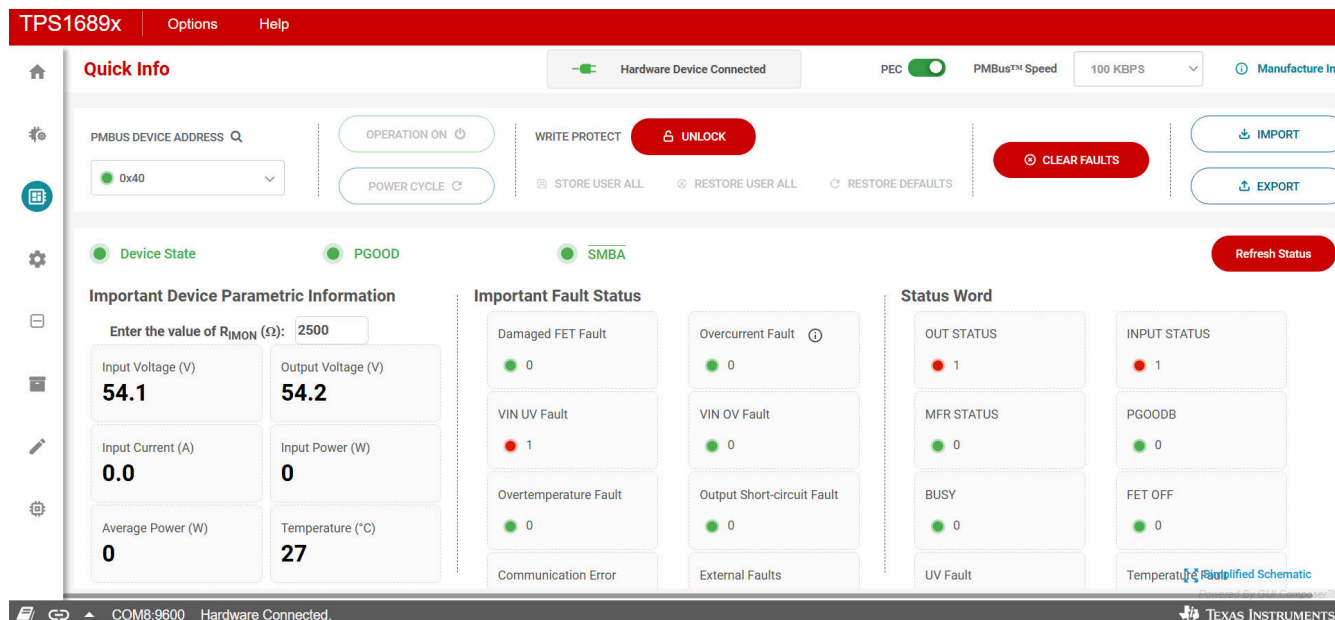 TPS1689x Options Help
Quick Info
Hardware Device Connected
PEC
PMBus™ Speed
100 KBPS
Manufacture In
PMBUS DEVICE ADDRESS
0x40
OPERATION ON
POWER CYCLE
WRITE PROTECT
UNLOCK
STORE USER ALL
RESTORE USER ALL
RESTORE DEFAULTS
CLEAR FAULTS
IMPORT
EXPORT
Device State
PGOOD
SMBA
Refresh Status
Important Device Parametric Information
Enter the value of RIMON (Ω): 2500
Input Voltage (V)
54.1
Output Voltage (V)
54.2
Input Current (A)
0.0
Input Power (W)
0
Average Power (W)
0
Temperature (°C)
27
Important Fault Status
Damaged FET Fault
0
Overcurrent Fault
0
VIN UV Fault
1
VIN OV Fault
0
Overtemperature Fault
0
Output Short-circuit Fault
0
Communication Error
External Faults
Status Word
OUT STATUS
1
INPUT STATUS
1
MFR STATUS
0
PGOODB
0
BUSY
0
FET OFF
0
UV Fault
Temperature Fault
Simplified Schematic
Powered By GUI Composer™
COM8:9600 Hardware Connected.
TEXAS INSTRUMENTS